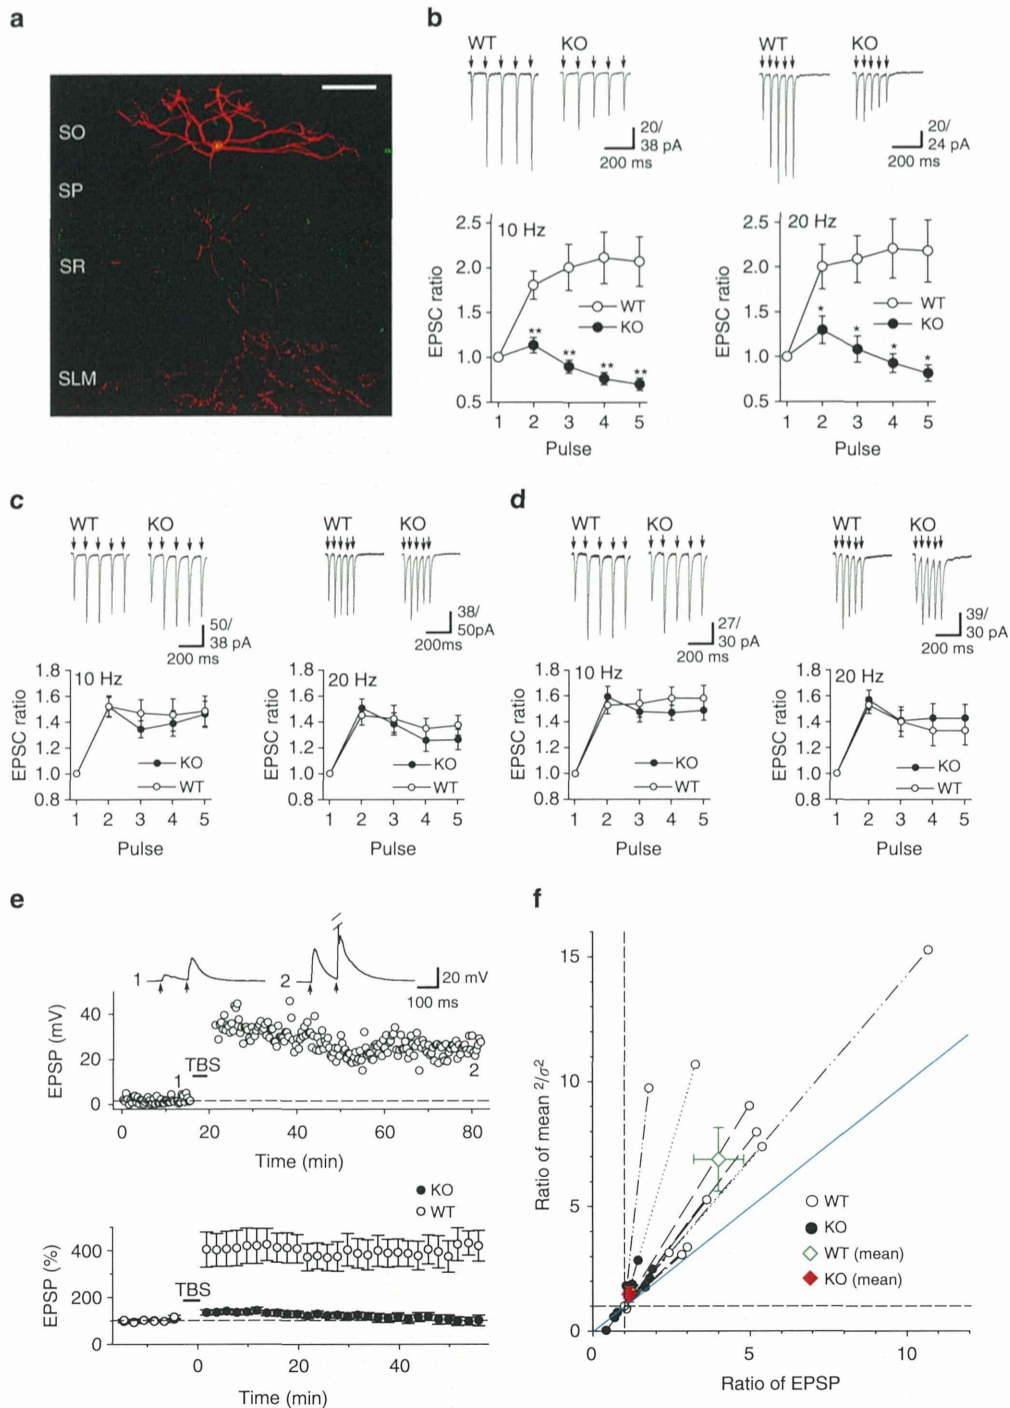 a
SO
SP
SR
SLM
b
WT
KO
20/
38 pA
200 ms
WT
KO
20/
24 pA
200 ms
2.5
2.0
1.5
1.0
0.5
EPSC ratio
10 Hz
WT
KO
**
**
**
**
1 2 3 4 5
Pulse
2.5
2.0
1.5
1.0
0.5
EPSC ratio
20 Hz
WT
KO
*
*
*
*
1 2 3 4 5
Pulse
c
WT
KO
50/
38 pA
200 ms
WT
KO
38/
50pA
200ms
1.8
1.6
1.4
1.2
1.0
0.8
EPSC ratio
10 Hz
KO
WT
1 2 3 4 5
Pulse
1.8
1.6
1.4
1.2
1.0
0.8
EPSC ratio
20 Hz
KO
WT
1 2 3 4 5
Pulse
d
WT
KO
27/
30 pA
200 ms
WT
KO
39/
30 pA
200 ms
1.8
1.6
1.4
1.2
1.0
0.8
EPSC ratio
10 Hz
KO
WT
1 2 3 4 5
Pulse
1.8
1.6
1.4
1.2
1.0
0.8
EPSC ratio
20 Hz
KO
WT
1 2 3 4 5
Pulse
e
1
2
20 mV
100 ms
40
20
0
EPSP (mV)
TBS
1
2
0 20 40 60 80
Time (min)
KO
WT
400
200
0
EPSP (%)
TBS
0 20 40
Time (min)
f
15
10
5
0
Ratio of mean ²/σ²
WT
KO
WT (mean)
KO (mean)
0 5 10
Ratio of EPSP